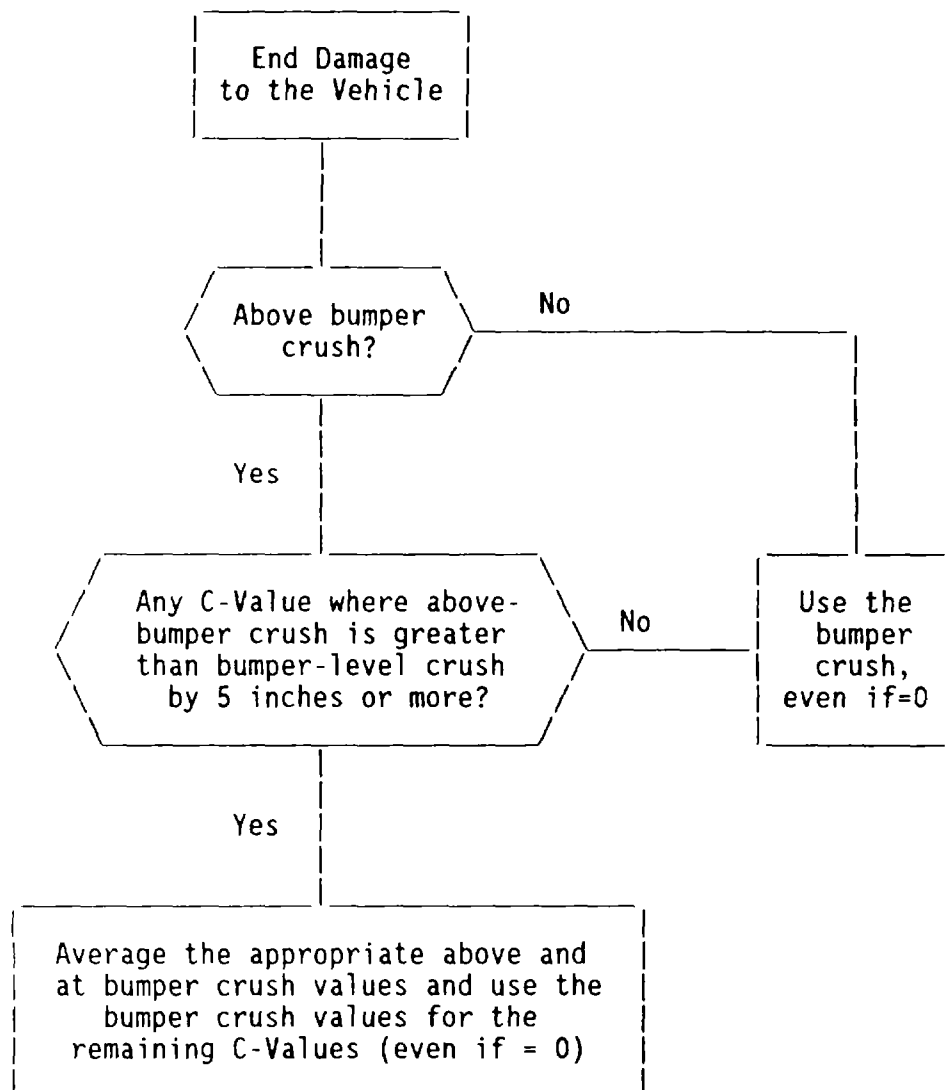 End Damage
to the Vehicle
Above bumper
crush?
No
Yes
Any C-Value where above-
bumper crush is greater
than bumper-level crush
by 5 inches or more?
No
Use the
bumper
crush,
even if=0
Yes
Average the appropriate above and
at bumper crush values and use the
bumper crush values for the
remaining C-Values (even if = 0)